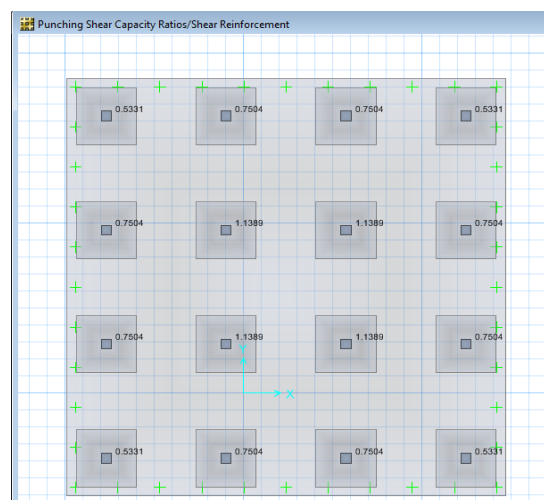 Punching Shear Capacity Ratios/Shear Reinforcement
0.5331 0.7504 0.7504 0.5331
0.7504 1.1389 1.1389 0.7504
0.7504 1.1389 1.1389 0.7504
Y
X
0.5331 0.7504 0.7504 0.5331